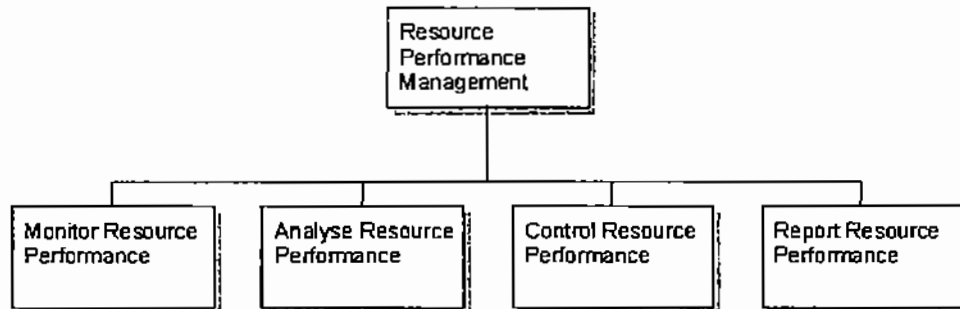 Resource
Performance
Management
Monitor Resource
Performance
Analyse Resource
Performance
Control Resource
Performance
Report Resource
Performance